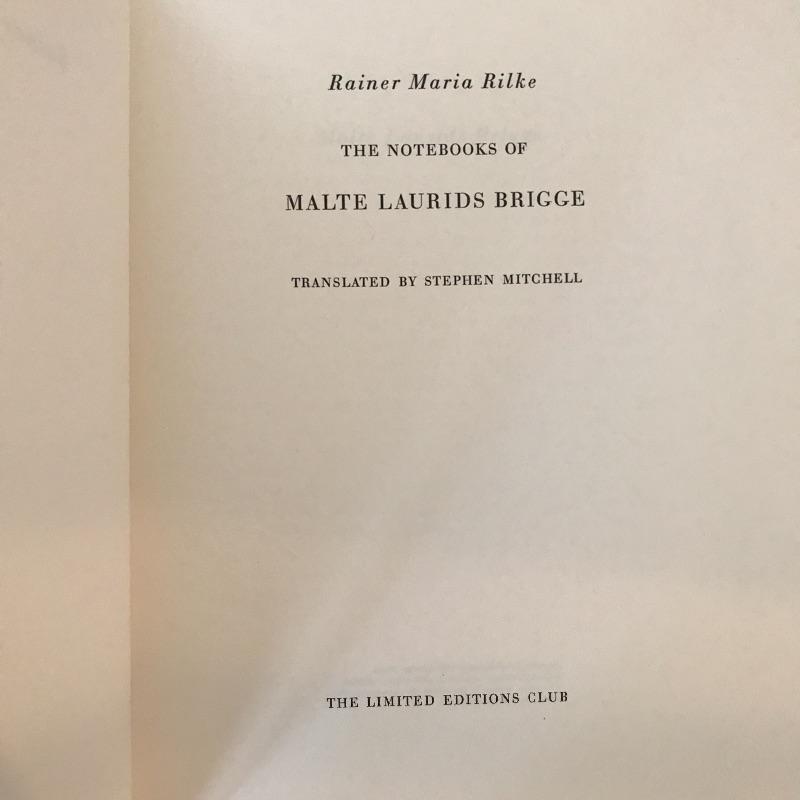 Rainer Maria Rilke
THE NOTEBOOKS OF
MALTE LAURIDS BRIGGE
TRANSLATED BY STEPHEN MITCHELL
THE LIMITED EDITIONS CLUB